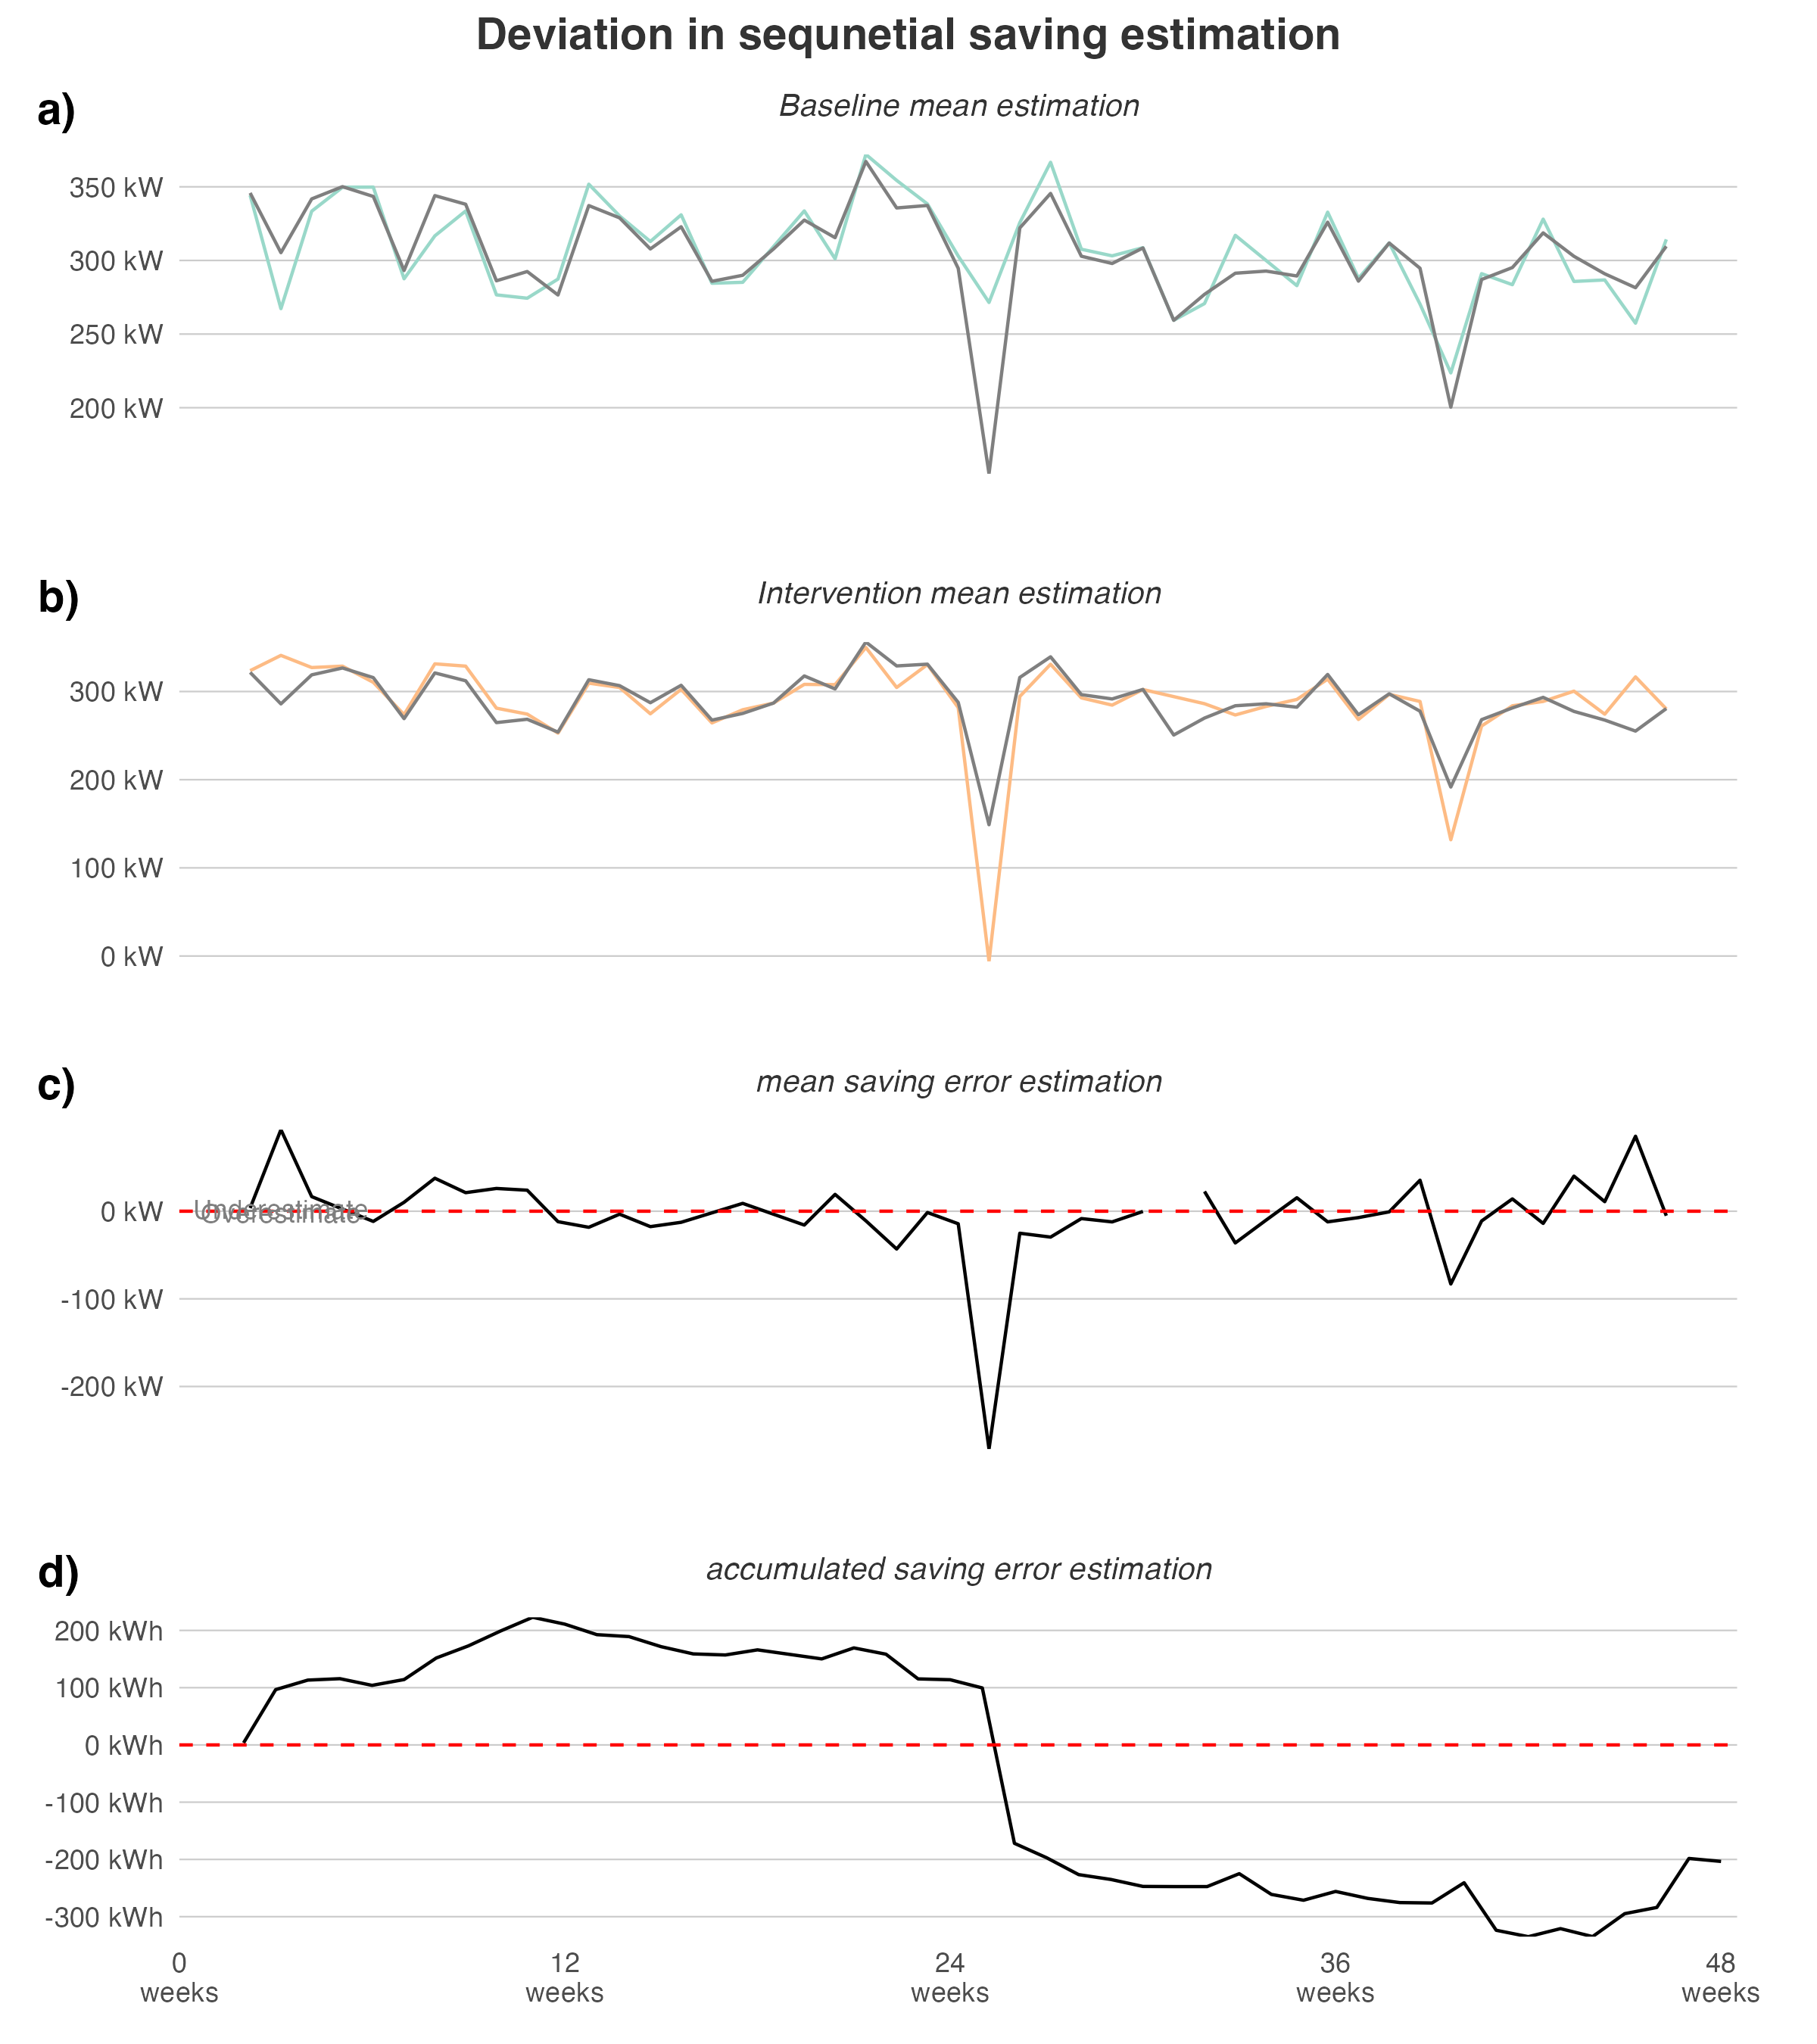 Deviation in sequnetial saving estimation
a)
Baseline mean estimation
350 kW
300 kW
250 kW
200 kW
b)
Intervention mean estimation
300 kW
200 kW
100 kW
0 kW
c)
mean saving error estimation
Underestimate
Overestimate
0 kW
-100 kW
-200 kW
d)
accumulated saving error estimation
200 kWh
100 kWh
0 kWh
-100 kWh
-200 kWh
-300 kWh
0 12 24 36 48
weeks weeks weeks weeks weeks